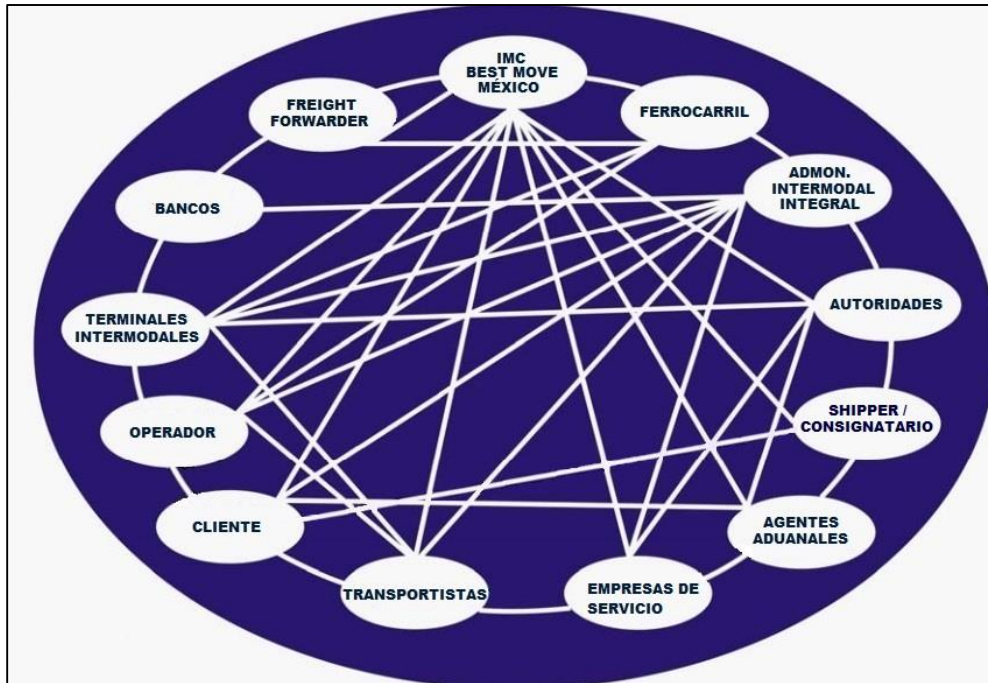 IMC
BEST MOVE
MÉXICO
FREIGHT
FORWARDER
FERROCARRIL
ADMON.
INTERMODAL
INTEGRAL
BANCOS
AUTORIDADES
TERMINALES
INTERMODALES
SHIPPER /
CONSIGNATARIO
OPERADOR
CLIENTE
AGENTES
ADUANALES
TRANSPORTISTAS
EMPRESAS DE
SERVICIO